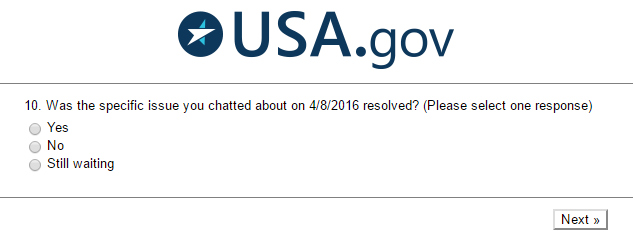 USA.gov
10. Was the specific issue you chatted about on 4/8/2016 resolved? (Please select one response)
Yes
No
Still waiting
Next »